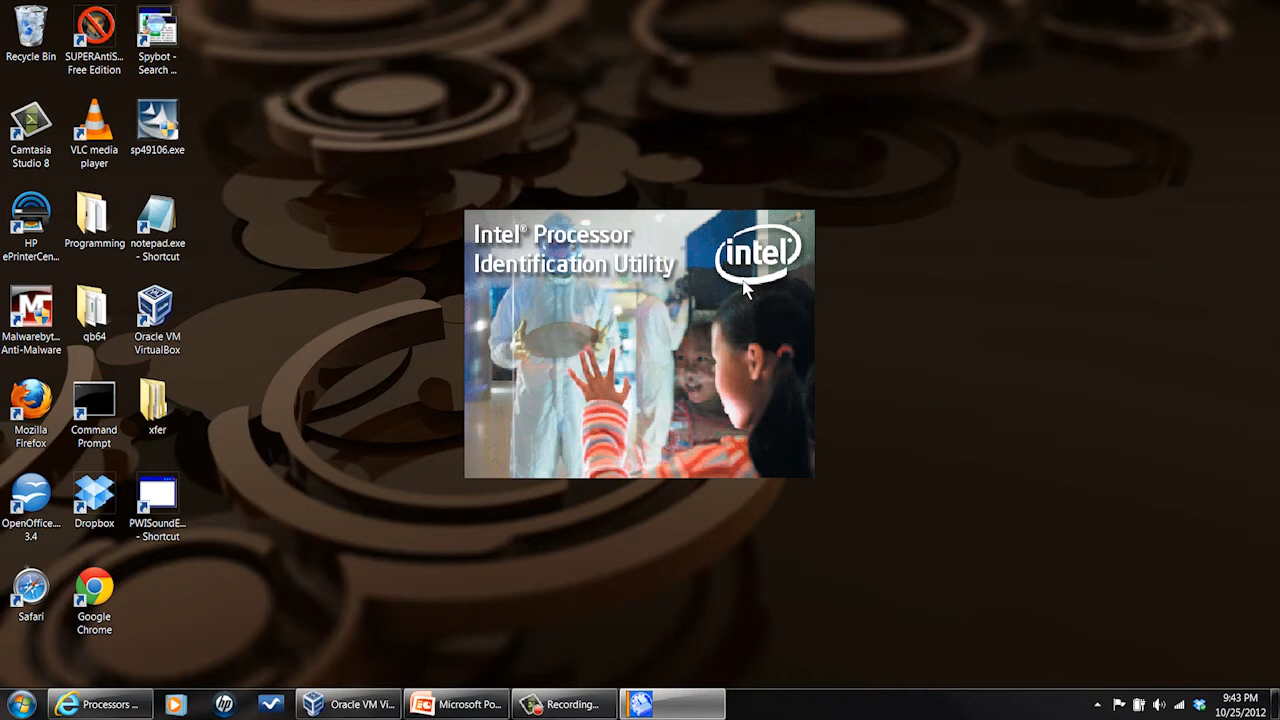 Recycle Bin
SUPERAntiS...
Free Edition
Spybot -
Search ...
Camtasia
Studio 8
VLC media
player
sp49106.exe
HP
ePrinterCen...
Programming
notepad.exe
- Shortcut
Malwarebyt...
Anti-Malware
qb64
Oracle VM
VirtualBox
Mozilla
Firefox
Command
Prompt
xfer
OpenOffice....
3.4
Dropbox
PWISoundE...
- Shortcut
Safari
Google
Chrome
Intel® Processor
Identification Utility
intel®
Processors ...
hp
Oracle VM Vi...
Microsoft Po...
Recording...
9:43 PM
10/25/2012